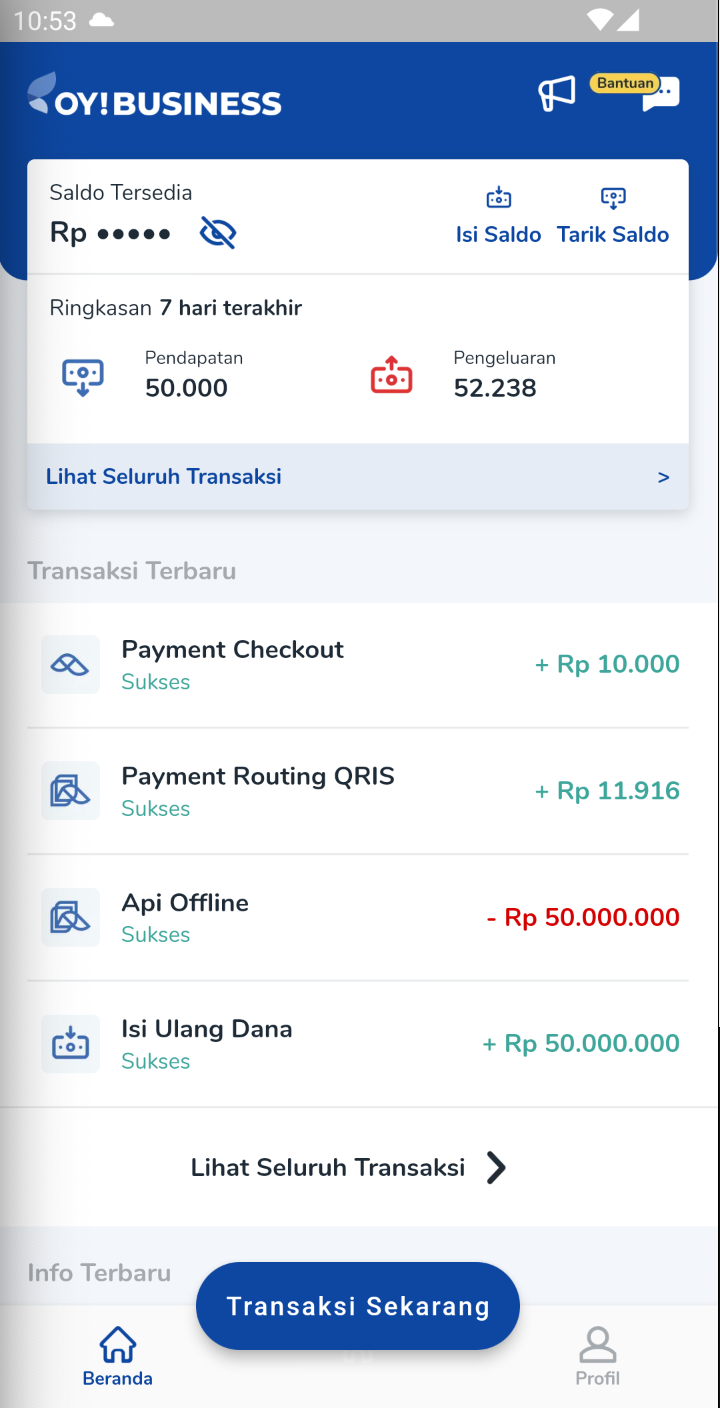 10:53
OY! BUSINESS
Bantuan
Saldo Tersedia
Rp •••••
Isi Saldo
Tarik Saldo
Ringkasan 7 hari terakhir
Pendapatan
50.000
Pengeluaran
52.238
Lihat Seluruh Transaksi >
Transaksi Terbaru
Payment Checkout
Sukses
+ Rp 10.000
Payment Routing QRIS
Sukses
+ Rp 11.916
Api Offline
Sukses
- Rp 50.000.000
Isi Ulang Dana
Sukses
+ Rp 50.000.000
Lihat Seluruh Transaksi
Info Terbaru
Transaksi Sekarang
Beranda
Profil